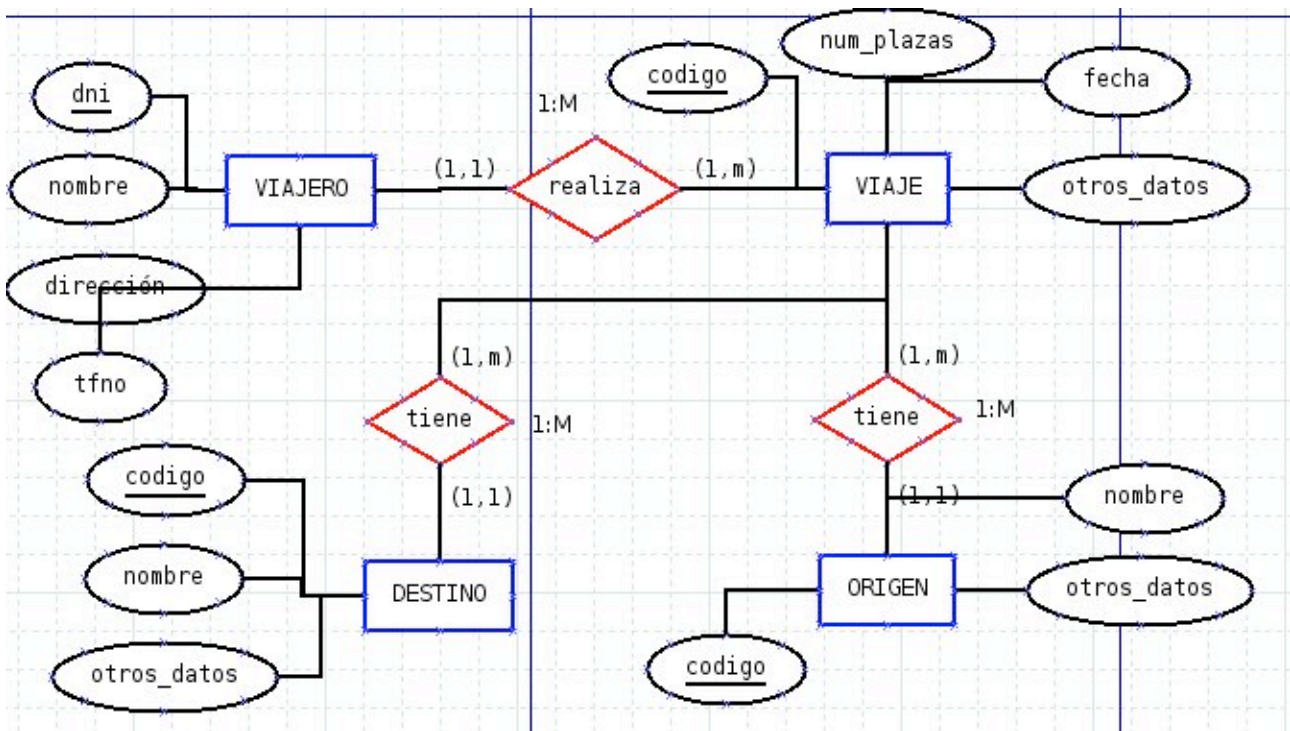 num_plazas
codigo
fecha
dni
1:M
nombre
VIAJERO
(1,1)
realiza
(1,m)
VIAJE
otros_datos
dirección
tfno
(1,m)
tiene
1:M
(1,1)
(1,m)
tiene
1:M
(1,1)
codigo
nombre
nombre
DESTINO
ORIGEN
otros_datos
otros_datos
codigo